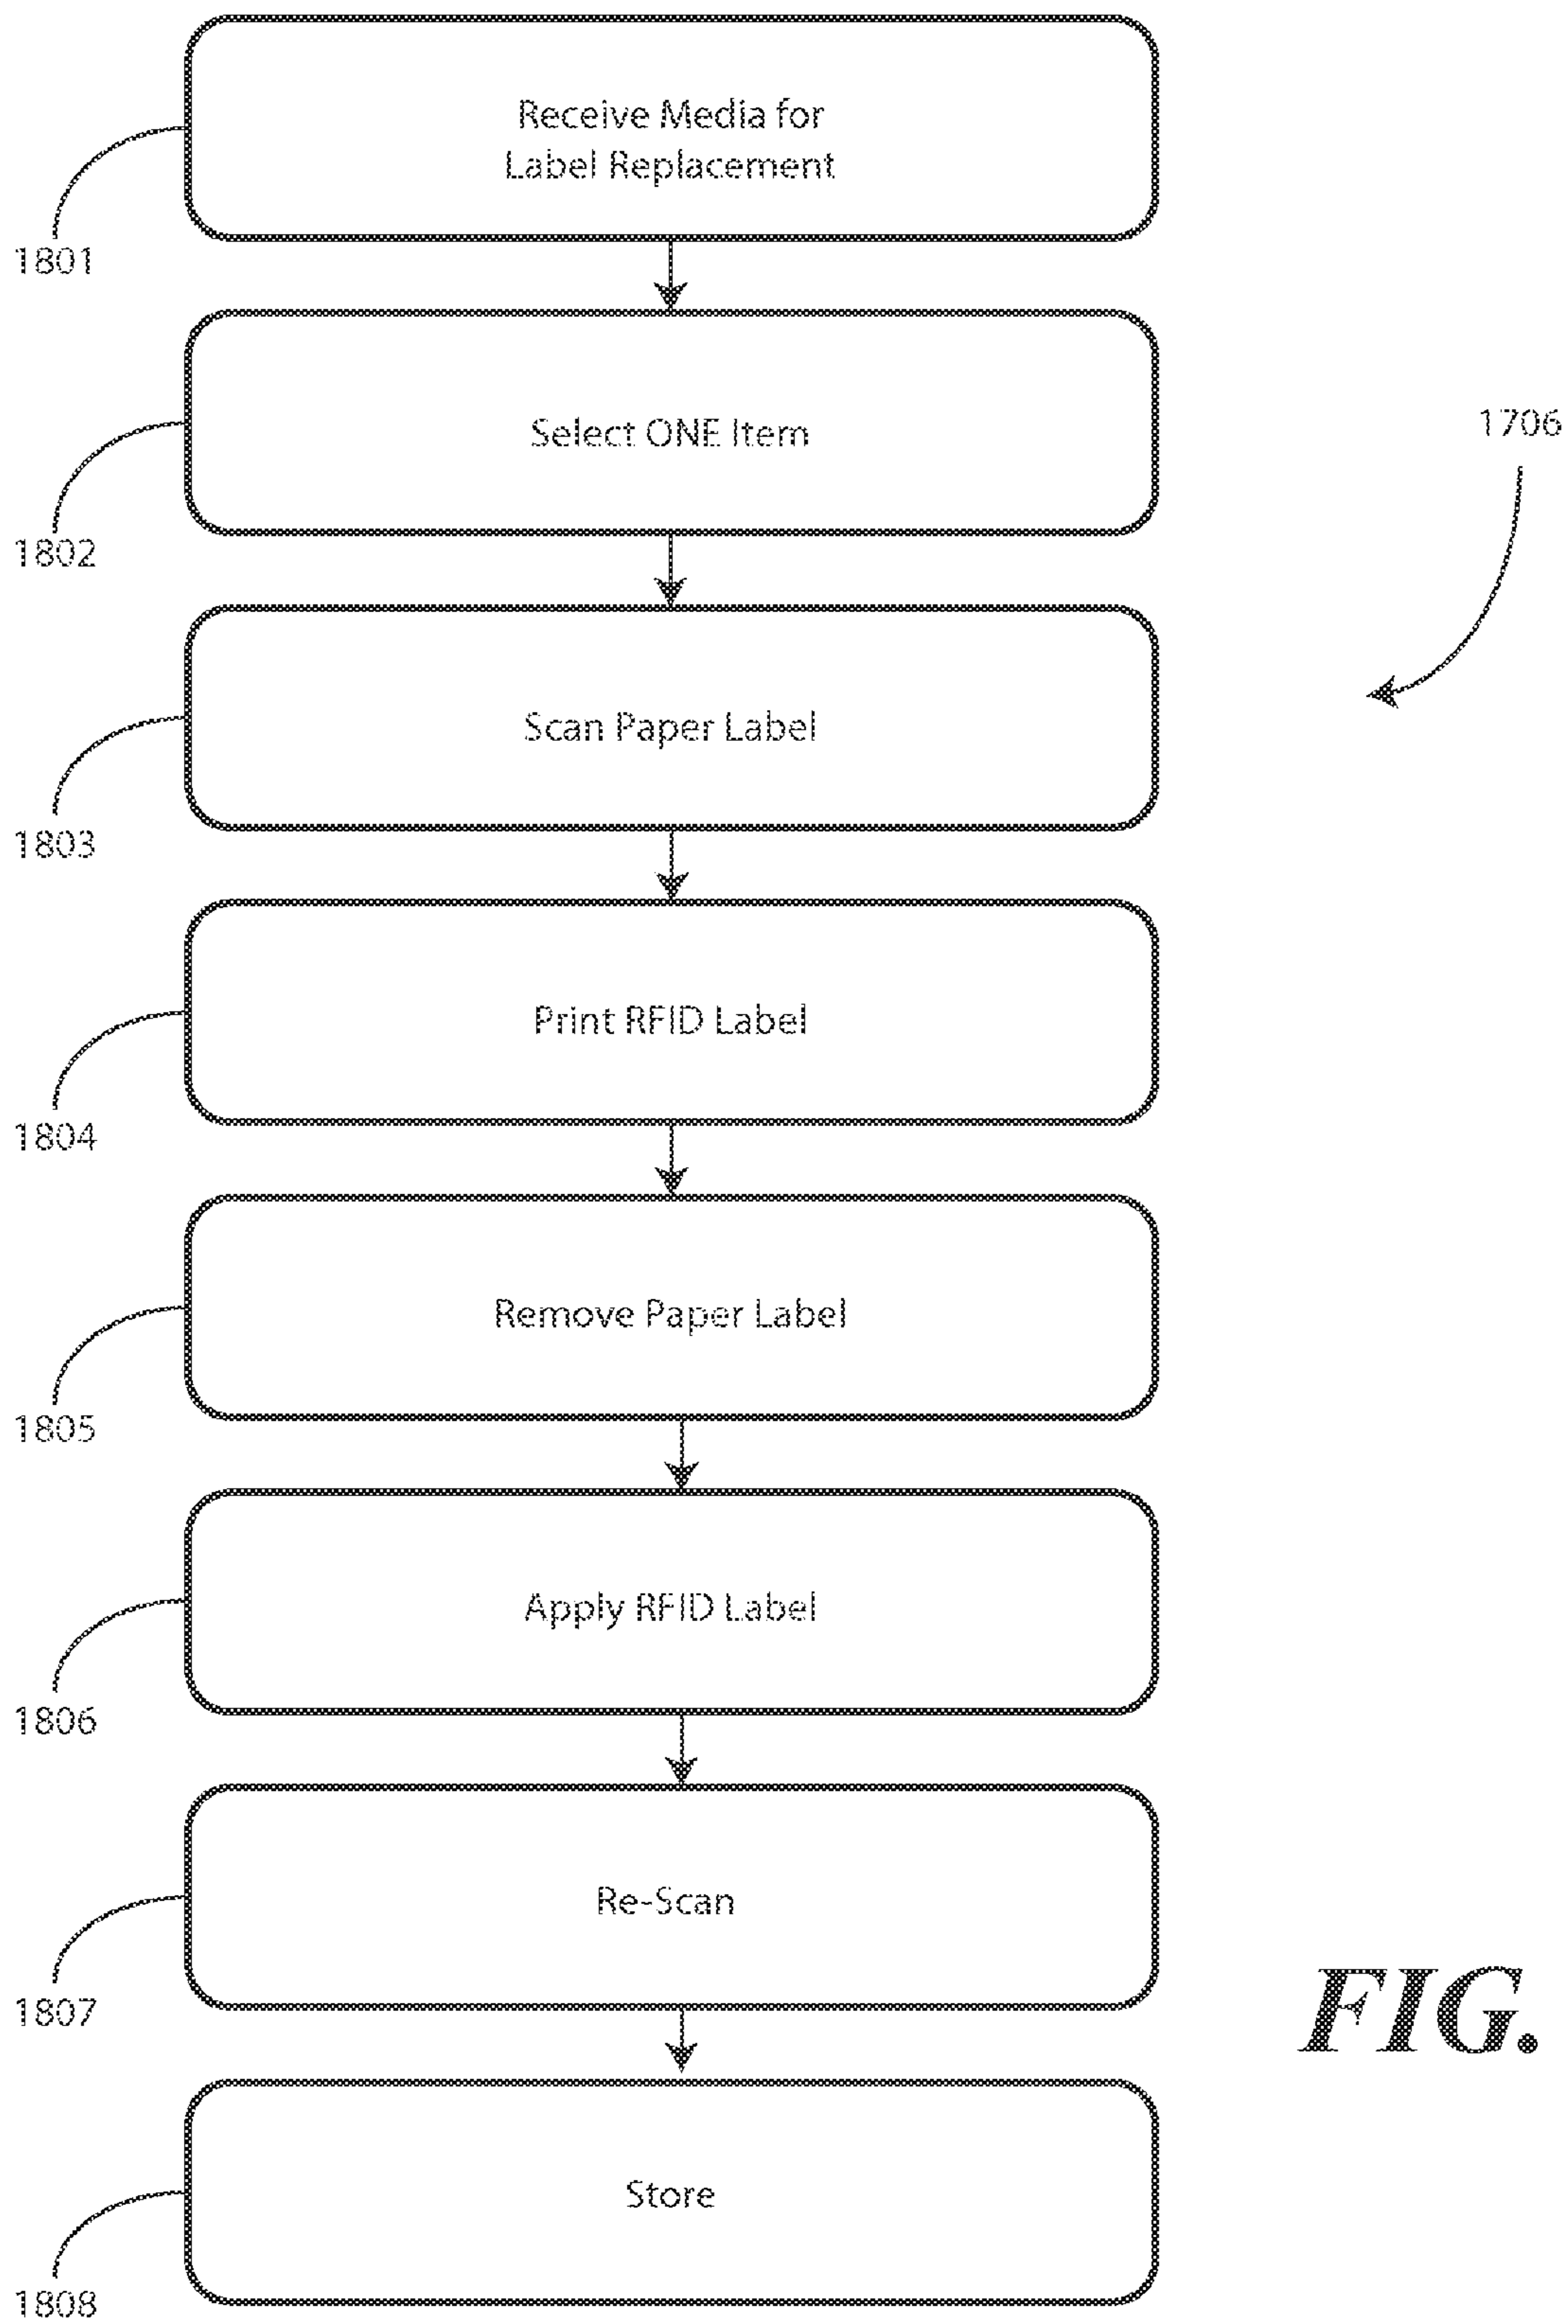 Receive Media for
Label Replacement
1801
Select ONE Item
1706
1802
Scan Paper Label
1803
Print RFID Label
1804
Remove Paper Label
1805
Apply RFID Label
1806
Re-Scan
1807
FIG.
Store
1808